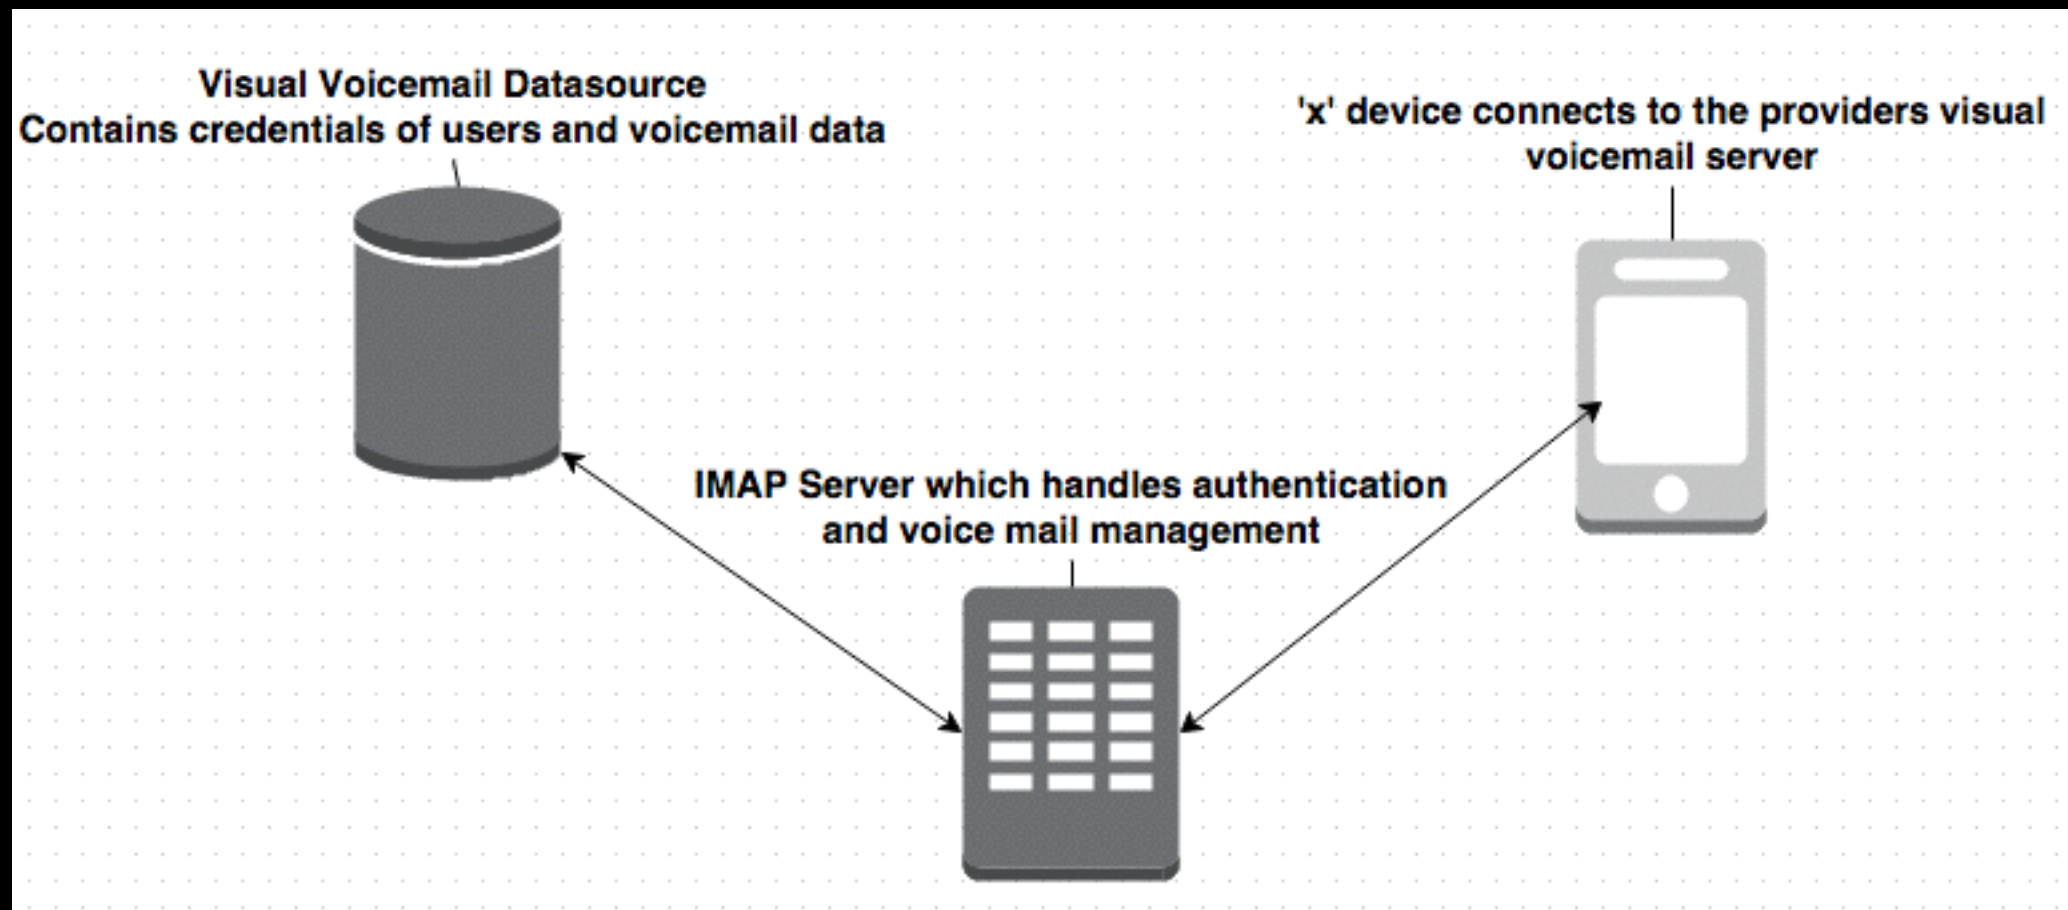 Visual Voicemail Datasource
Contains credentials of users and voicemail data
'x' device connects to the providers visual
voicemail server
IMAP Server which handles authentication
and voice mail management